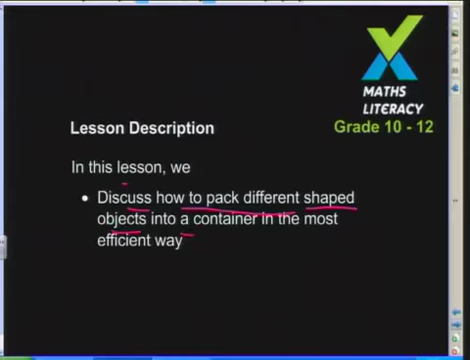 MATHS
LITERACY
Grade 10 - 12
Lesson Description
In this lesson, we
• Discuss how to pack different shaped
objects into a container in the most
efficient way